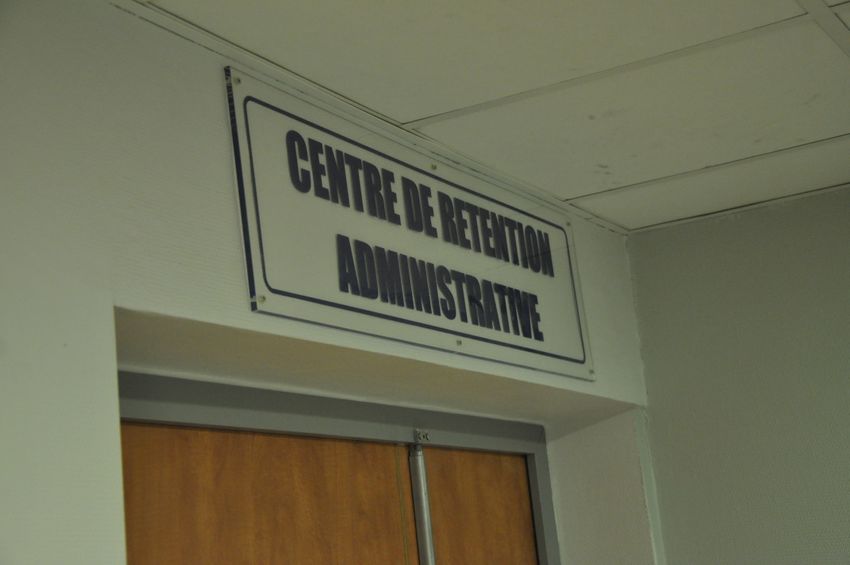 CENTRE DE RETENTION
ADMINISTRATIVE